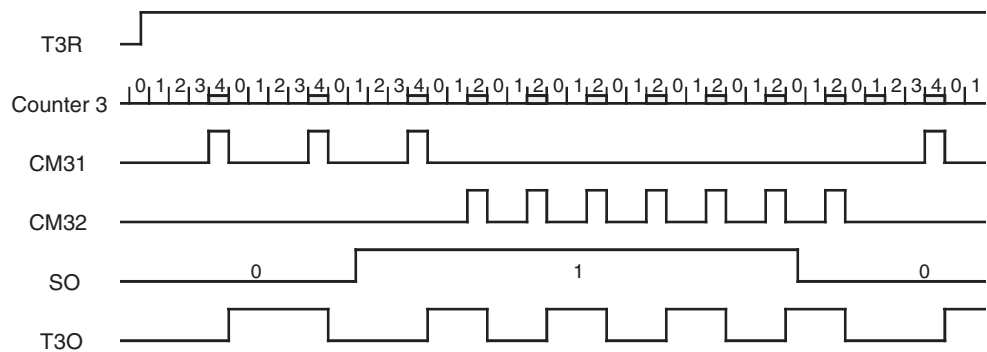 T3R
Counter 3 0 1 2 3 4 0 1 2 3 4 0 1 2 3 4 0 1 2 0 1 2 0 1 2 0 1 2 0 1 2 0 1 2 0 1 2 0 1 2 3 4 0 1
CM31
CM32
SO 0 1 0
T3O